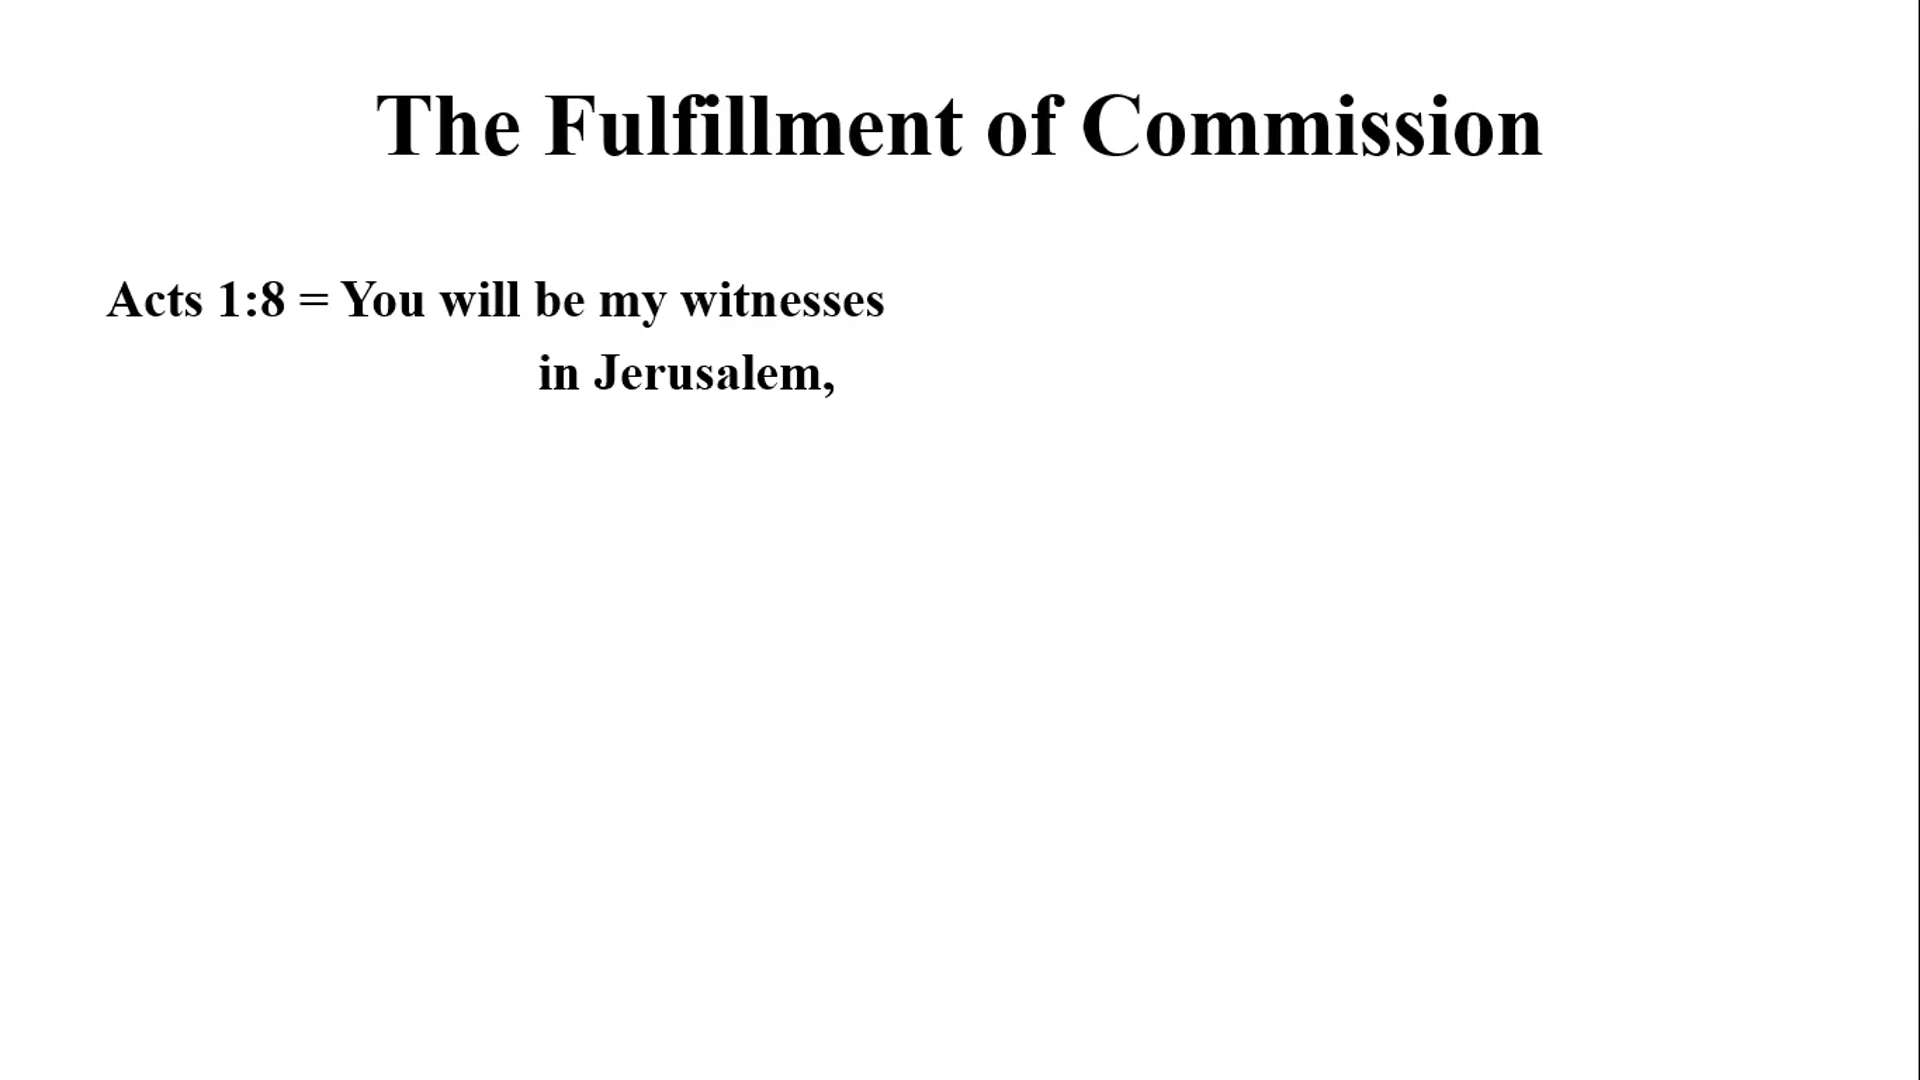 The Fulfillment of Commission
Acts 1:8 = You will be my witnesses
in Jerusalem,